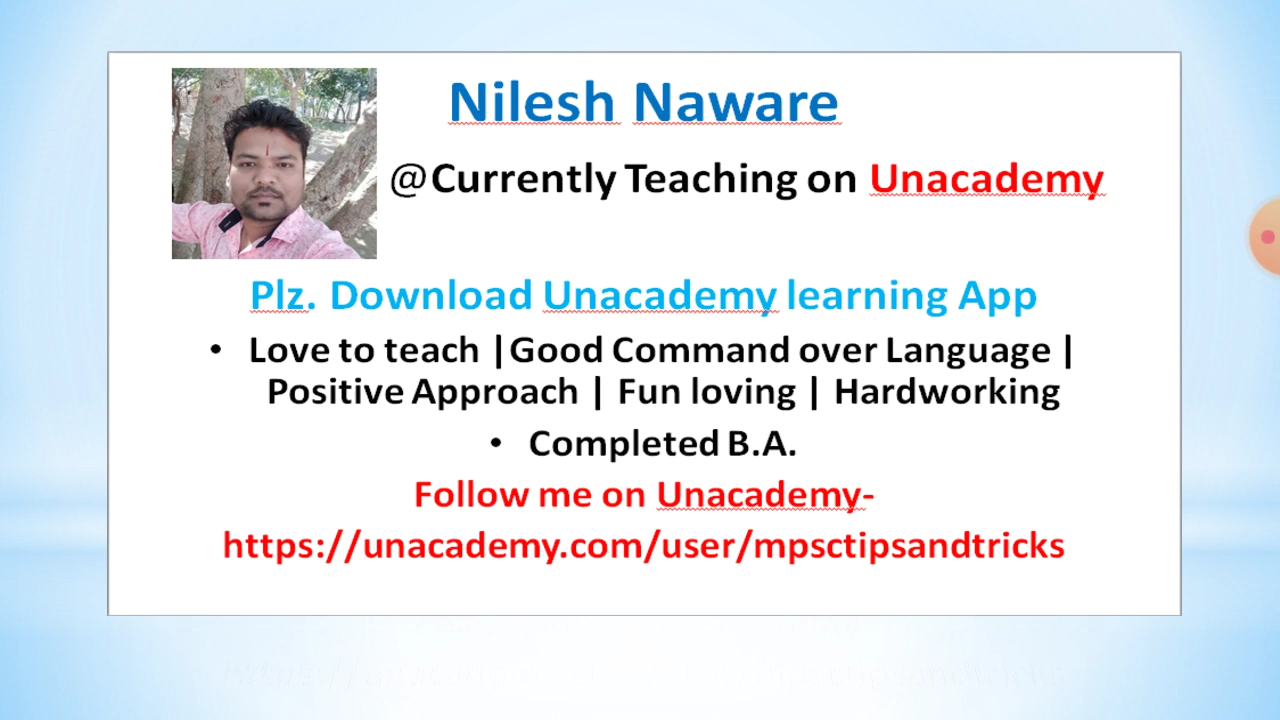 Nilesh Naware
@Currently Teaching on Unacademy
Plz. Download Unacademy learning App
• Love to teach |Good Command over Language |
Positive Approach | Fun loving | Hardworking
• Completed B.A.
Follow me on Unacademy-
https://unacademy.com/user/mpsctipsandtricks